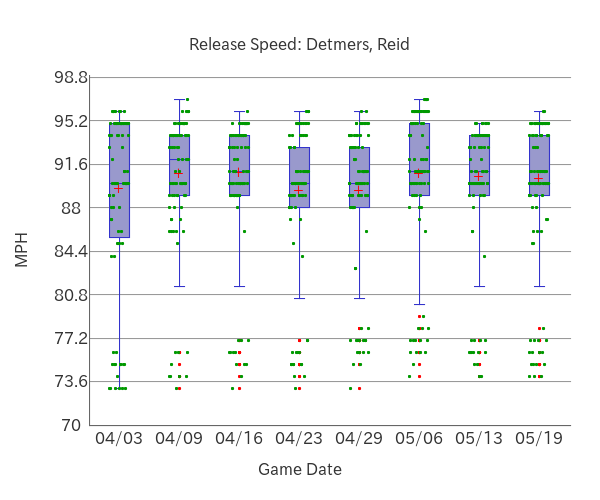 Release Speed: Detmers, Reid
98.8
95.2
91.6
88
84.4
80.8
77.2
73.6
70
MPH
04/03 04/09 04/16 04/23 04/29 05/06 05/13 05/19
Game Date